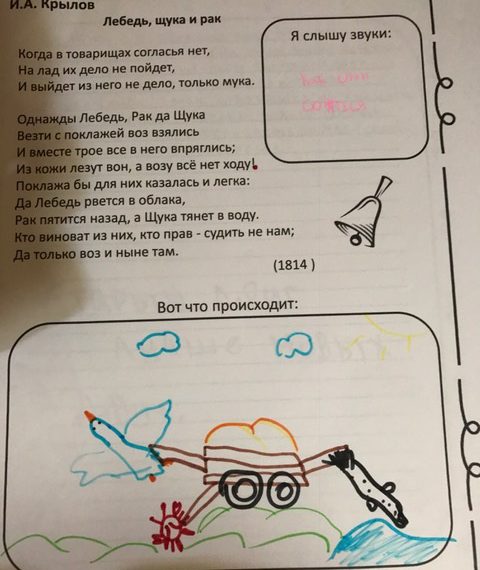 И.А. Крылов
Лебедь, щука и рак
Когда в товарищах согласья нет,
На лад их дело не пойдет,
И выйдет из него не дело, только мука.
Однажды Лебедь, Рак да Щука
Везти с поклажей воз взялись
И вместе трое все в него впряглись;
Из кожи лезут вон, а возу всё нет ходу!
Поклажа бы для них казалась и легка:
Да Лебедь рвется в облака,
Рак пятится назад, а Щука тянет в воду.
Кто виноват из них, кто прав - судить не нам;
Да только воз и ныне там.
(1814 )
Я слышу звуки:
как они
Вот что происходит: